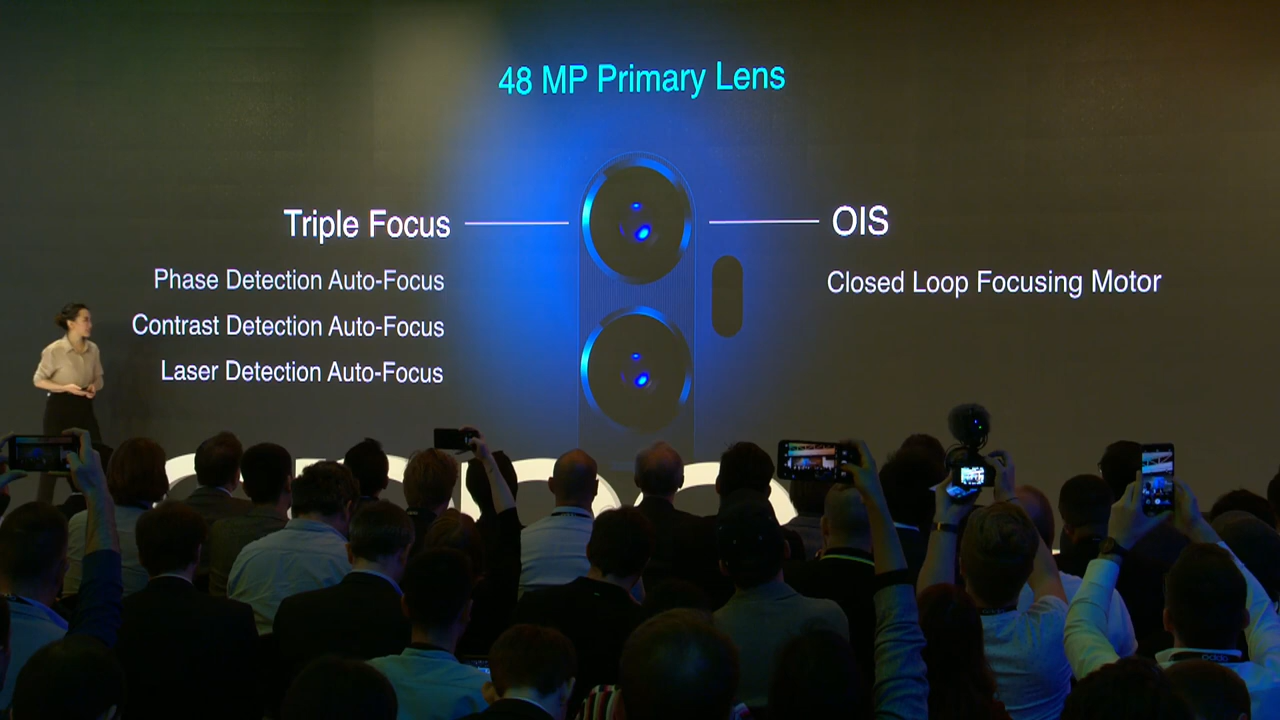 48 MP Primary Lens
Triple Focus
Phase Detection Auto-Focus
Contrast Detection Auto-Focus
Laser Detection Auto-Focus
OIS
Closed Loop Focusing Motor